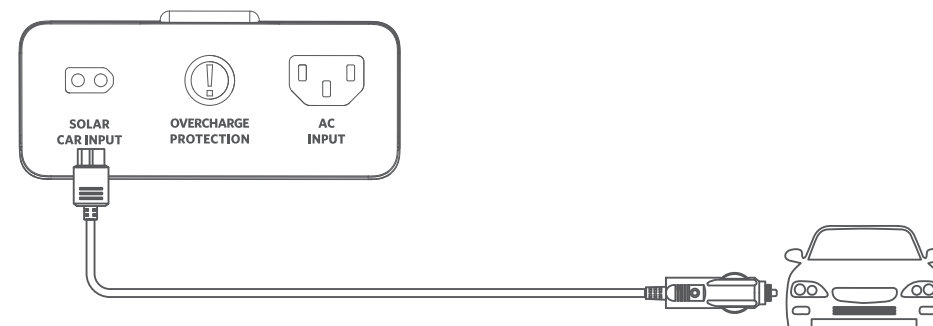 SOLAR
CAR INPUT
OVERCHARGE
PROTECTION
AC
INPUT